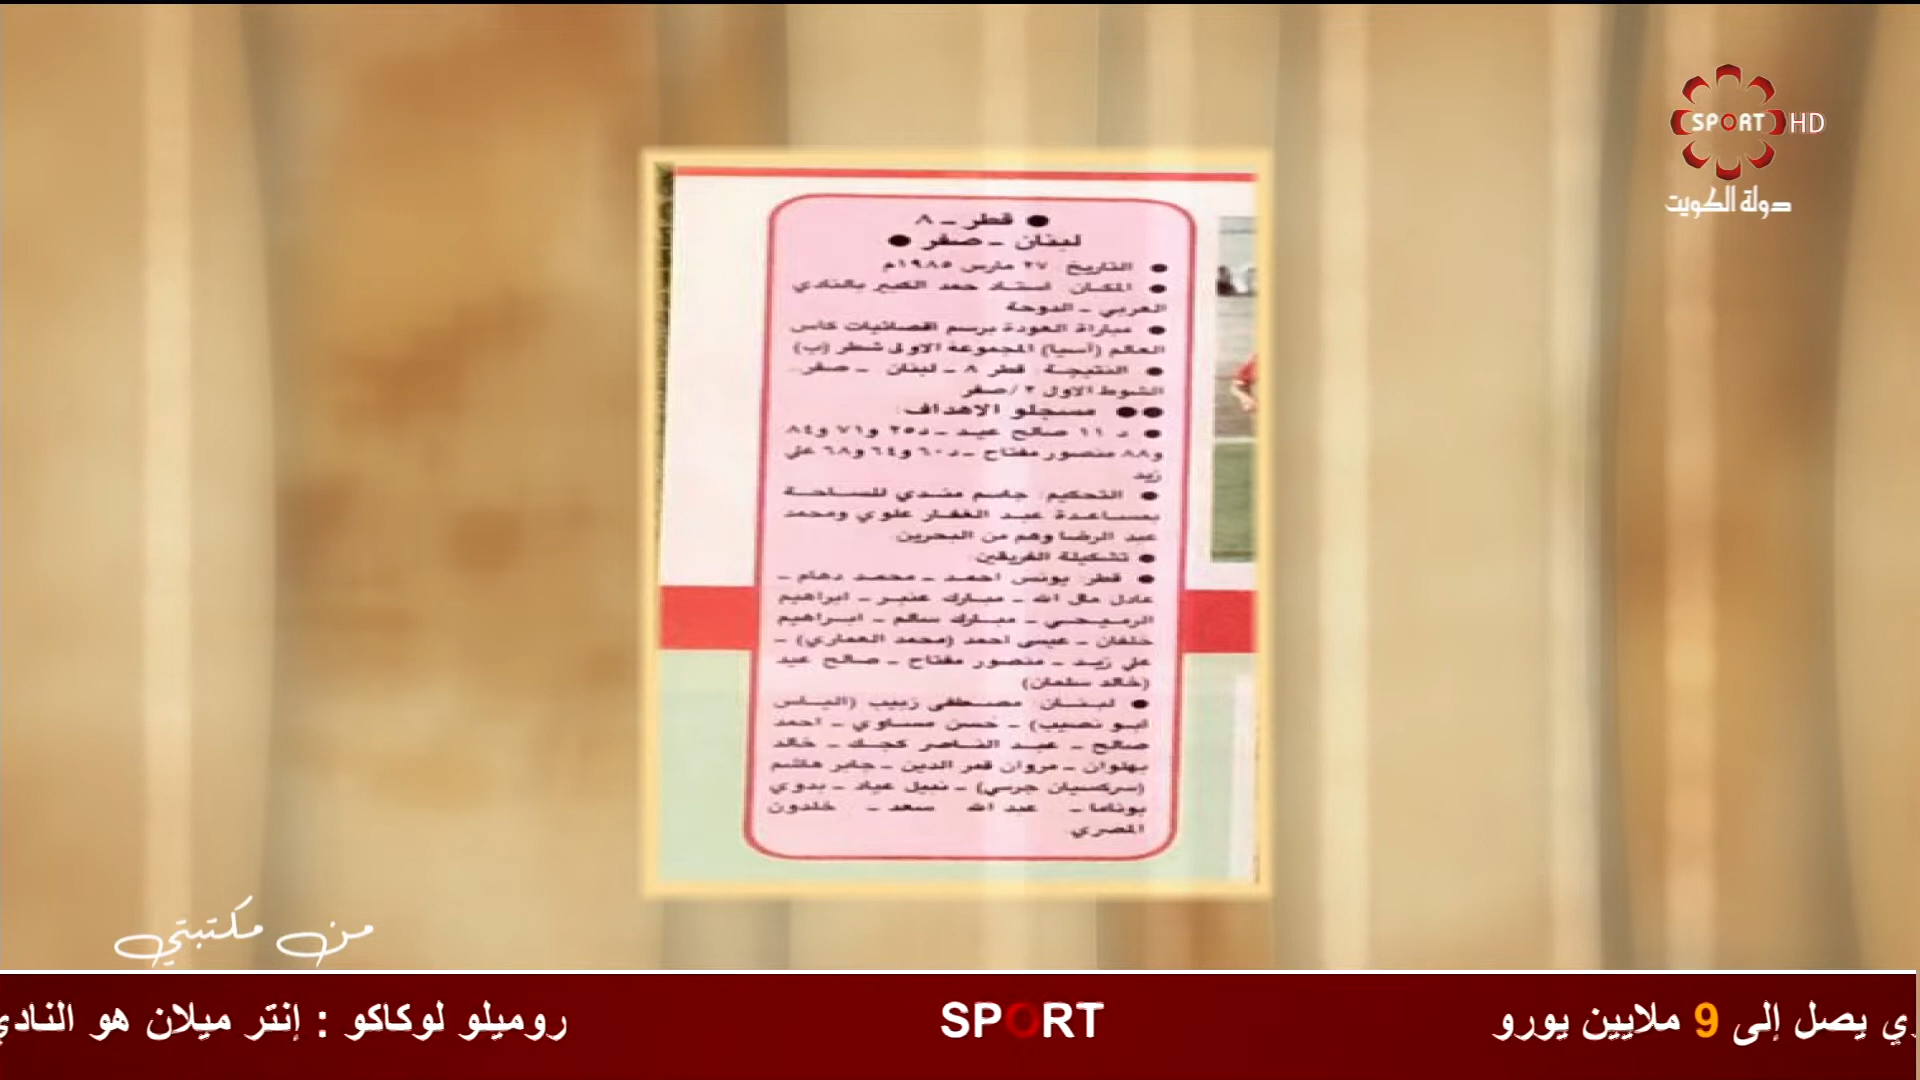 SPORT HD
دولة الكويت
● قطر - ٨
لبنان - صفر ●
● التاريخ: ٢٧ مارس ١٩٨٥م
● المكان: استاد حمد الكبير بالنادي
العربي - الدوحة
● مباراة العودة برسم اقصائيات كاس
العالم (آسيا) المجموعة الاولى شطر (ب)
● النتيجة: قطر ٨ - لبنان - صفر..
الشوط الاول ٢/صفر
●● مسجلو الاهداف:
● د ١١ صالح عيد - د٢٥ و٧١ و٨٤
و٨٨ منصور مفتاح - د٦٠ و٦٤ و٦٨ علي
زيد
● التحكيم: جاسم مندي للساحة
بمساعدة عبد الغفار علوي ومحمد
عبد الرضا وهم من البحرين
● تشكيلة الفريقين:
● قطر: يونس احمد - محمد دهام -
عادل مال الله - مبارك عنبر - ابراهيم
الرميحي - مبارك سالم - ابراهيم
خلفان - عيسى احمد (محمد العماري) -
علي زيد - منصور مفتاح - صالح عيد
(خالد سلمان)
● لبنان: مصطفى زبيب (الياس
ابو نصيب) - حسن مساوي - احمد
صالح - عبد الناصر كجك - خالد
بهلوان - مروان قمر الدين - جابر هاشم
(سركسيان جرسي) - نبيل عياد - بدوي
بوناما - عبد الله سعد - خلدون
المصري
من مكتبتي
ي يصل إلى 9 ملايين يورو SPORT روميلو لوكاكو : إنتر ميلان هو النادي